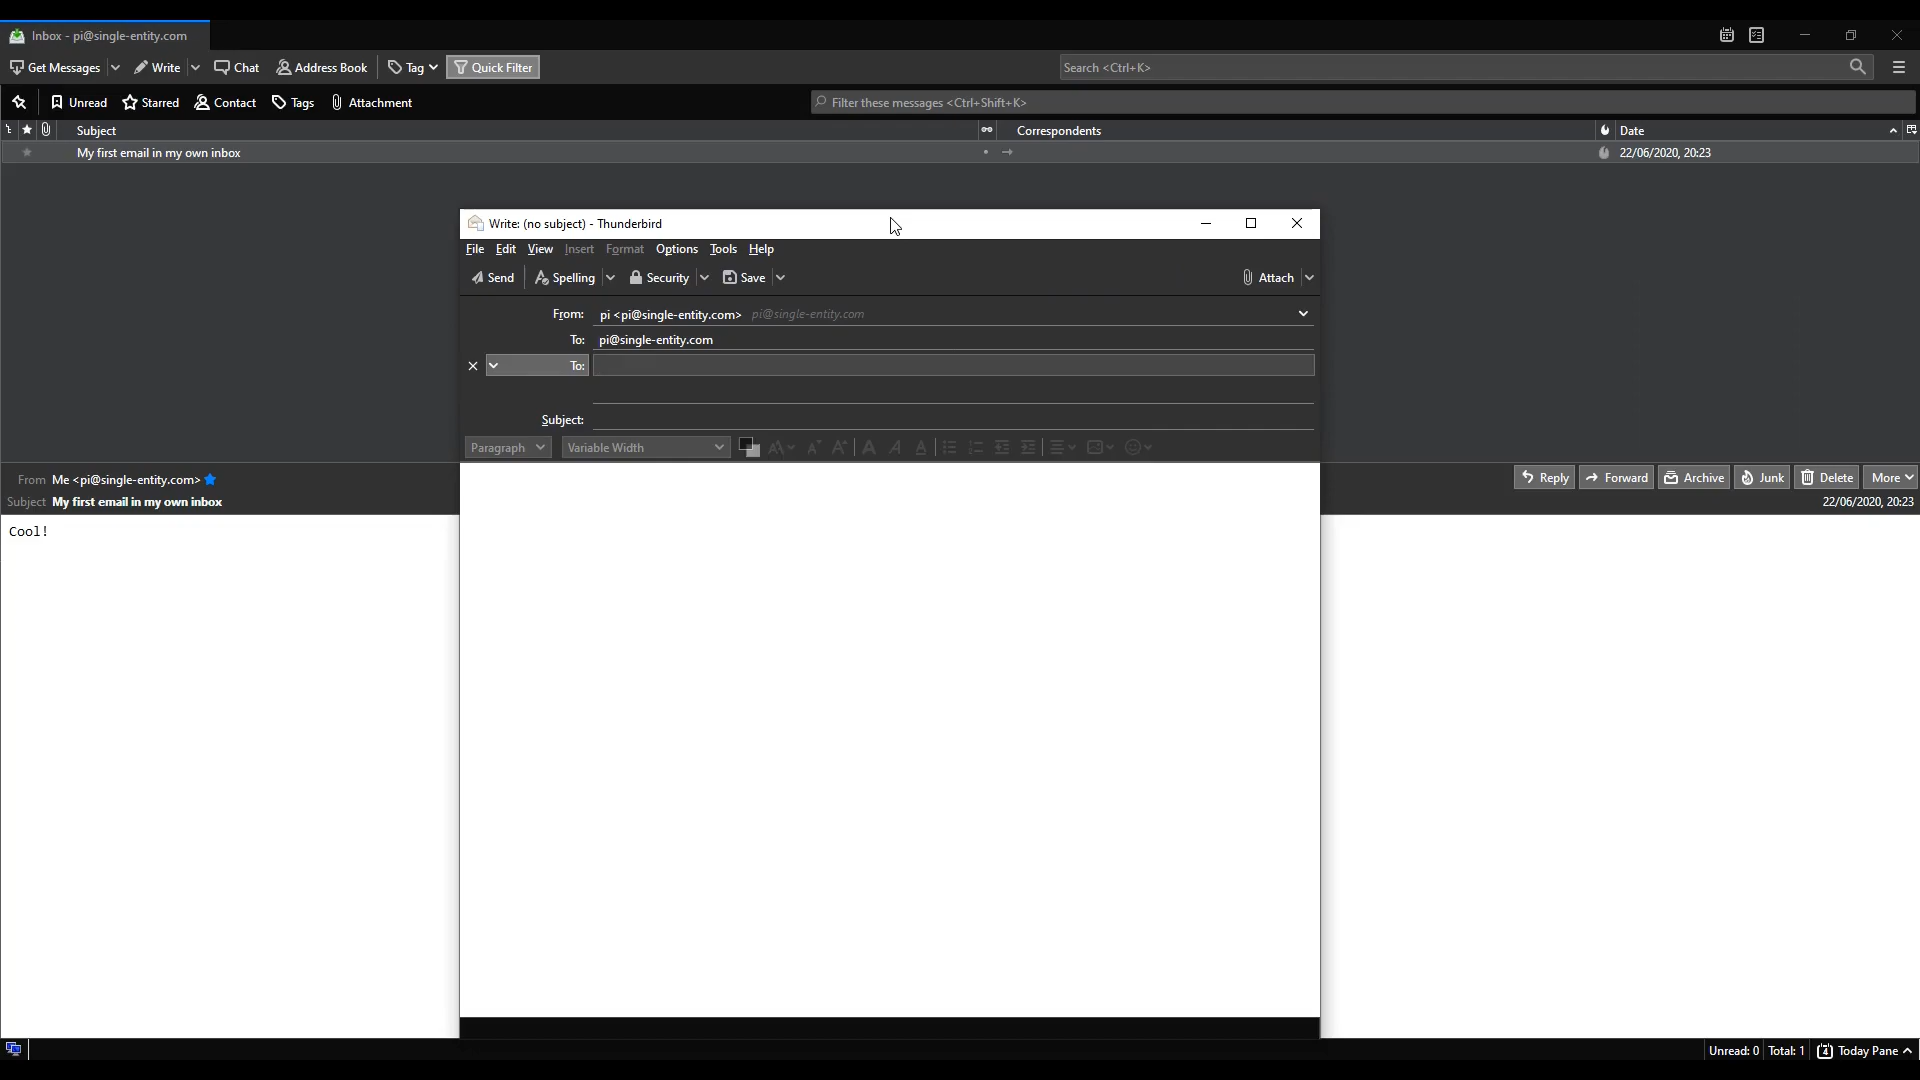 Inbox - pi@single-entity.com
Get Messages Write Chat Address Book Tag Quick Filter Search <Ctrl+K>
Unread Starred Contact Tags Attachment Filter these messages <Ctrl+Shift+K>
Subject Correspondents Date
My first email in my own inbox 22/06/2020, 20:23
Write: (no subject) - Thunderbird
File Edit View Insert Format Options Tools Help
Send Spelling Security Save Attach
From: pi <pi@single-entity.com> pi@single-entity.com
To: pi@single-entity.com
To:
Subject:
Paragraph Variable Width
From Me <pi@single-entity.com> Reply Forward Archive Junk Delete More
Subject My first email in my own inbox 22/06/2020, 20:23
Cool!
Unread: 0 Total: 1 4 Today Pane